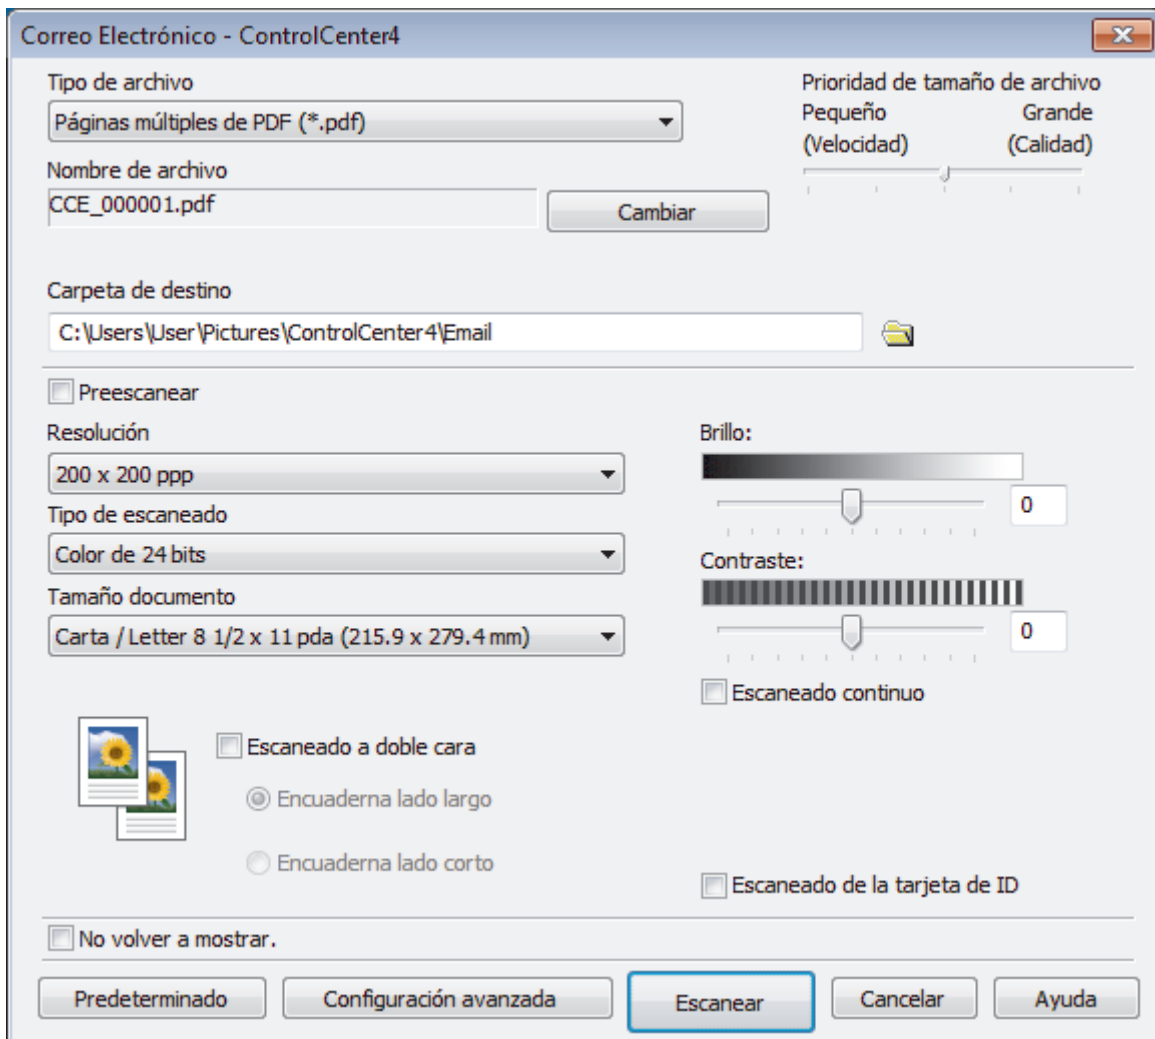 Correo Electrónico - ControlCenter4
Tipo de archivo
Páginas múltiples de PDF (*.pdf)
Prioridad de tamaño de archivo
Pequeño Grande
(Velocidad) (Calidad)
Nombre de archivo
CCE_000001.pdf
Cambiar
Carpeta de destino
C:\Users\User\Pictures\ControlCenter4\Email
Preescanear
Resolución
200 x 200 ppp
Tipo de escaneado
Color de 24 bits
Tamaño documento
Carta / Letter 8 1/2 x 11 pda (215.9 x 279.4 mm)
Brillo:
0
Contraste:
0
Escaneado continuo
Escaneado a doble cara
Encuaderna lado largo
Encuaderna lado corto
Escaneado de la tarjeta de ID
No volver a mostrar.
Predeterminado Configuración avanzada Escanear Cancelar Ayuda